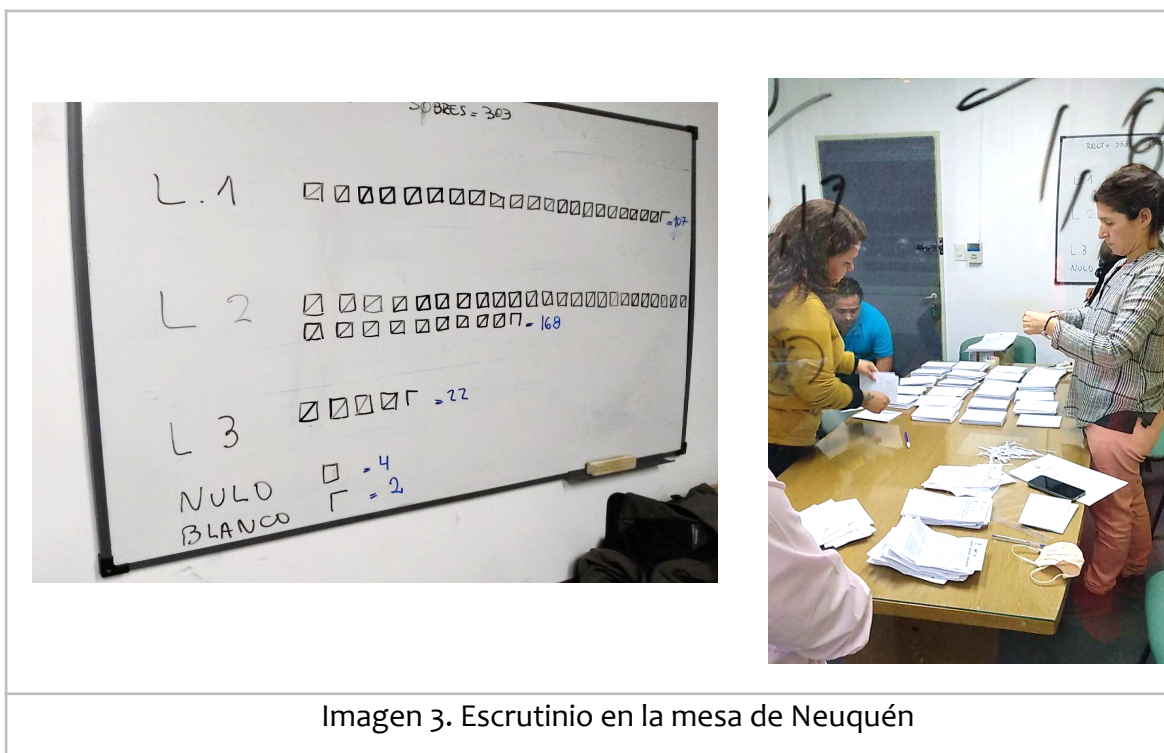 SOBRES = 303
L.1 =107
L 2
= 168
L 3 = 22
NULO = 4
BLANCO = 2
L 2
L 3
NULO
Imagen 3. Escrutinio en la mesa de Neuquén